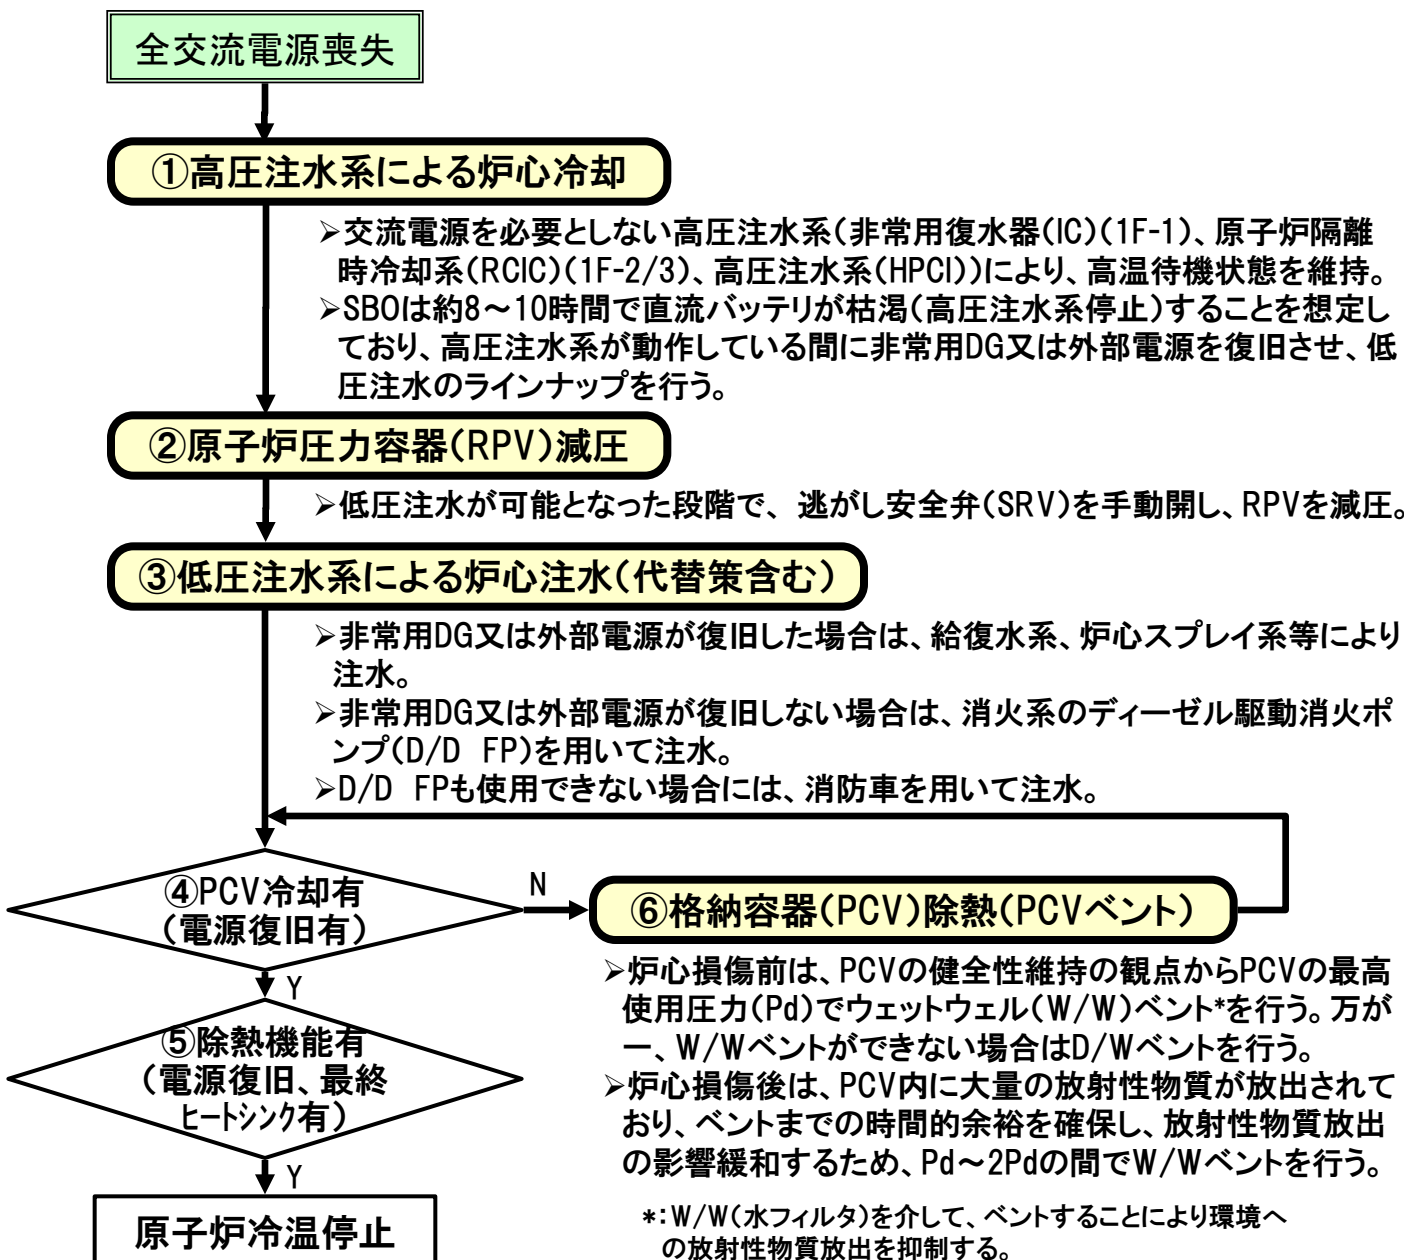 全交流電源喪失
①高圧注水系による炉心冷却
➢交流電源を必要としない高圧注水系(非常用復水器(IC)(1F-1)、原子炉隔離
時冷却系(RCIC)(1F-2/3)、高圧注水系(HPCI))により、高温待機状態を維持。
➢SBOは約8～10時間で直流バッテリが枯渇(高圧注水系停止)することを想定し
ており、高圧注水系が動作している間に非常用DG又は外部電源を復旧させ、低
圧注水のラインナップを行う。
②原子炉圧力容器(RPV)減圧
➢低圧注水が可能となった段階で、逃がし安全弁(SRV)を手動開し、RPVを減圧。
③低圧注水系による炉心注水(代替策含む)
➢非常用DG又は外部電源が復旧した場合は、給復水系、炉心スプレイ系等により
注水。
➢非常用DG又は外部電源が復旧しない場合は、消火系のディーゼル駆動消火ポ
ンプ(D/D FP)を用いて注水。
➢D/D FPも使用できない場合には、消防車を用いて注水。
④PCV冷却有
(電源復旧有)
N
⑥格納容器(PCV)除熱(PCVベント)
➢炉心損傷前は、PCVの健全性維持の観点からPCVの最高
使用圧力(Pd)でウェットウェル(W/W)ベント*を行う。万が
一、W/Wベントができない場合はD/Wベントを行う。
➢炉心損傷後は、PCV内に大量の放射性物質が放出されて
おり、ベントまでの時間的余裕を確保し、放射性物質放出
の影響緩和するため、Pd～2Pdの間でW/Wベントを行う。
*:W/W(水フィルタ)を介して、ベントすることにより環境へ
の放射性物質放出を抑制する。
Y
⑤除熱機能有
(電源復旧、最終
ﾋｰﾄｼﾝｸ有)
Y
原子炉冷温停止